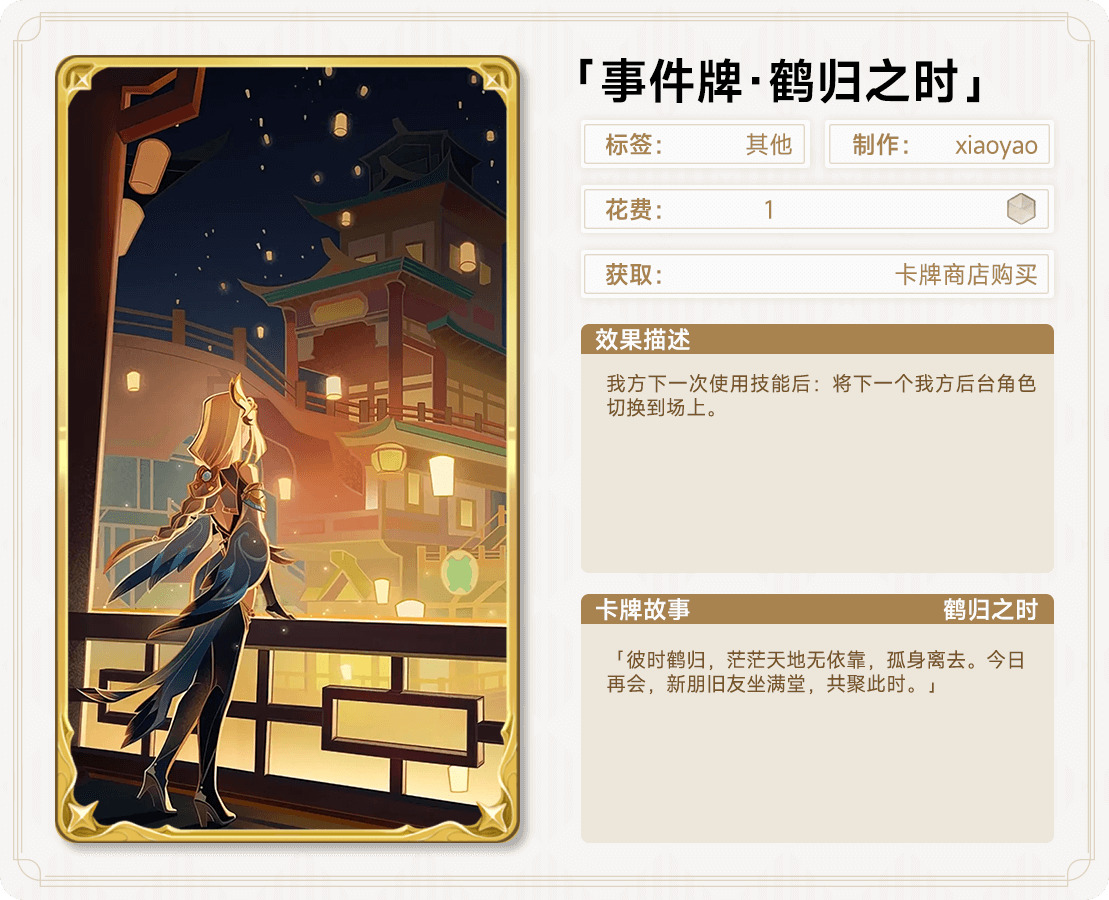 「事件牌·鹤归之时」
标签： 其他 制作： xiaoyao
花费： 1
获取： 卡牌商店购买
效果描述
我方下一次使用技能后：将下一个我方后台角色
切换到场上。
卡牌故事 鹤归之时
「彼时鹤归，茫茫天地无依靠，孤身离去。今日
再会，新朋旧友坐满堂，共聚此时。」